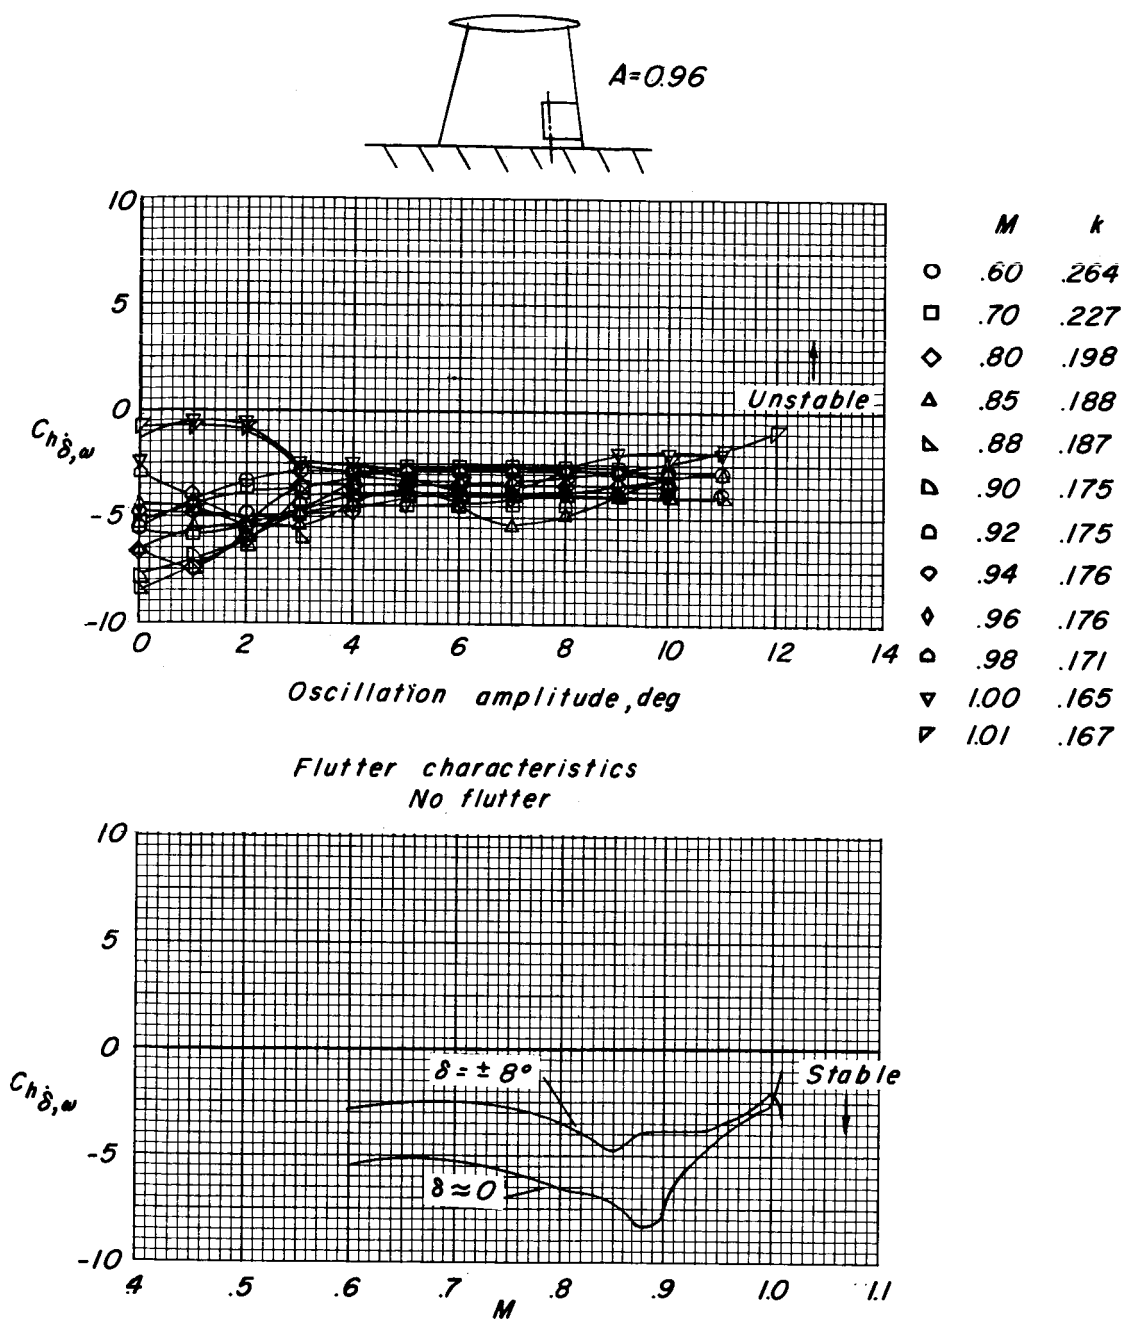 A=0.96
10
5
0
-5
-10
C_hδ̇,ω
Unstable
0 2 4 6 8 10 12 14
Oscillation amplitude, deg
M k
.60 .264
.70 .227
.80 .198
.85 .188
.88 .187
.90 .175
.92 .175
.94 .176
.96 .176
.98 .171
1.00 .165
1.01 .167
Flutter characteristics
No flutter
10
5
0
-5
-10
C_hδ̇,ω
δ = ± 8°
Stable
δ ≈ 0
.4 .5 .6 .7 .8 .9 1.0 1.1
M